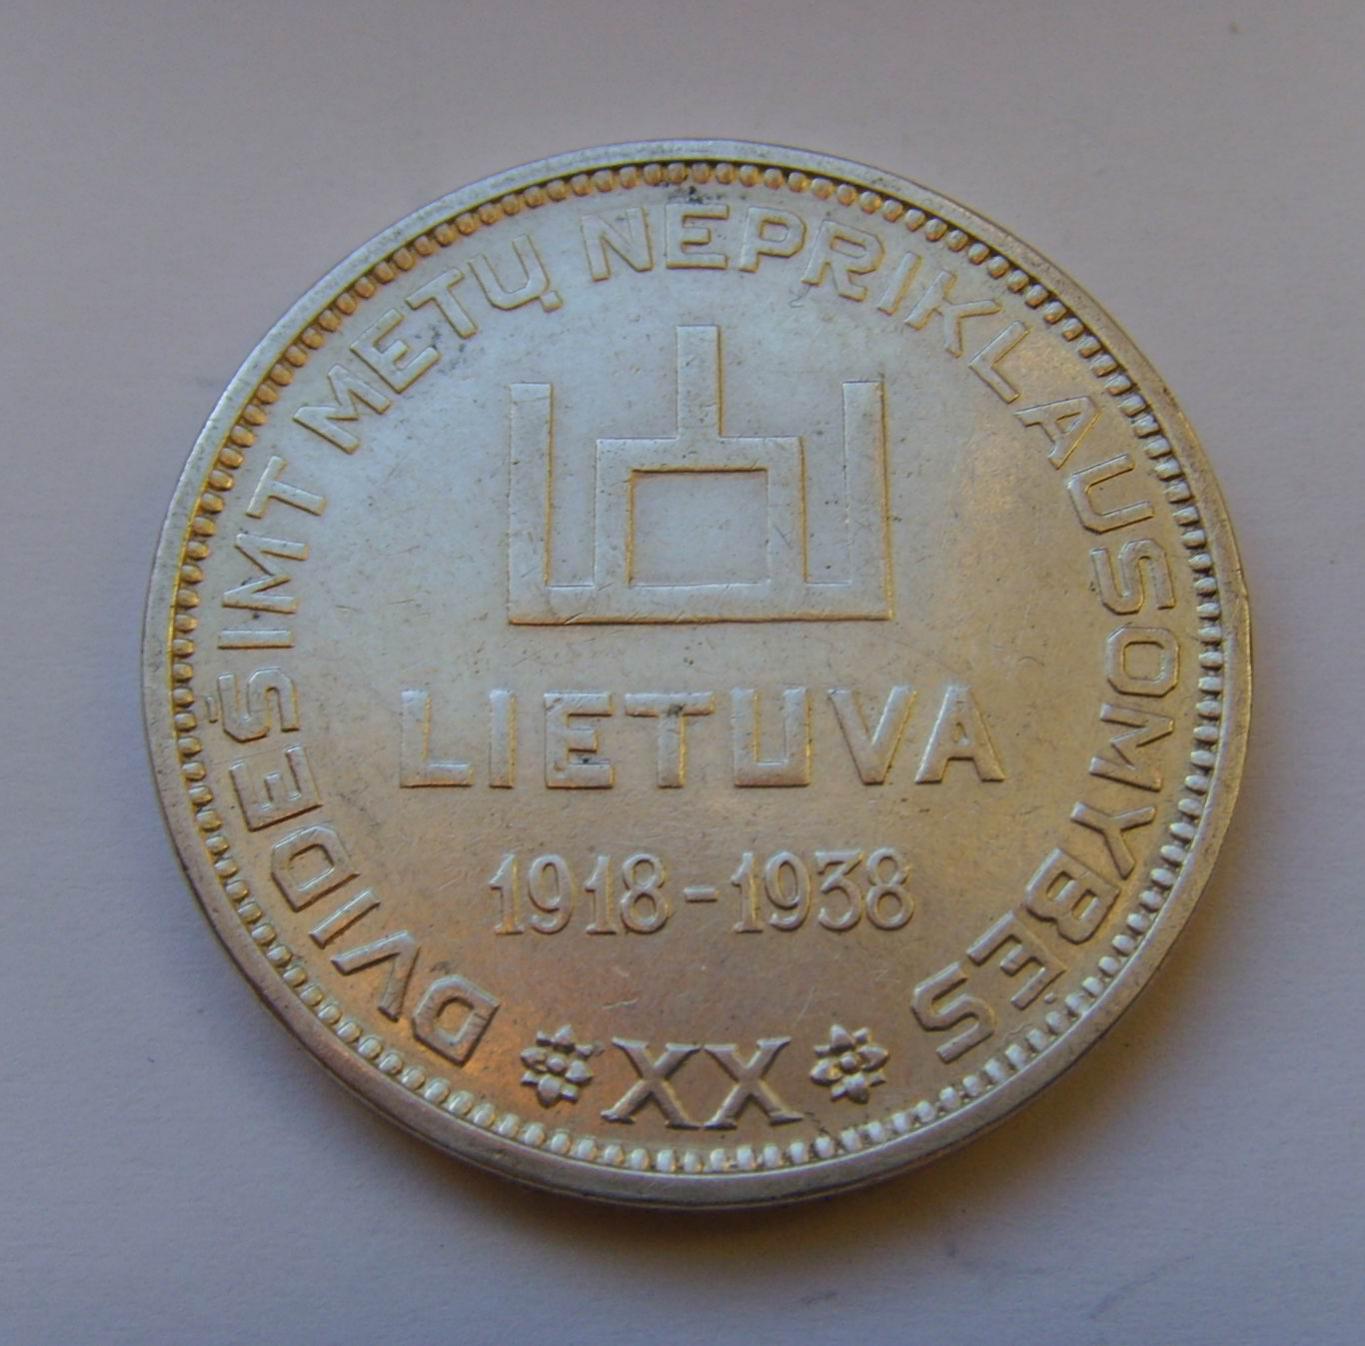 DVIDEŠIMT METŲ NEPRIKLAUSOMYBĖS
LIETUVA
1918-1938
XX